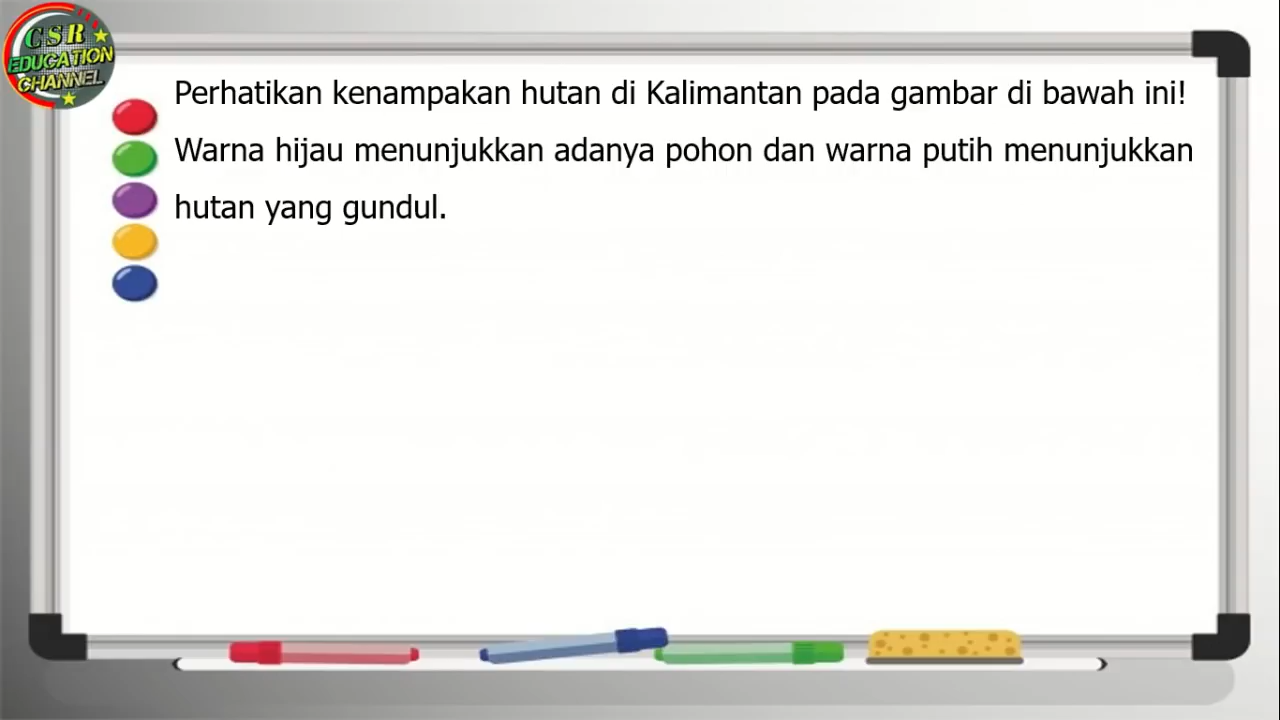 CSR
EDUCATION
CHANNEL
Perhatikan kenampakan hutan di Kalimantan pada gambar di bawah ini!
Warna hijau menunjukkan adanya pohon dan warna putih menunjukkan
hutan yang gundul.